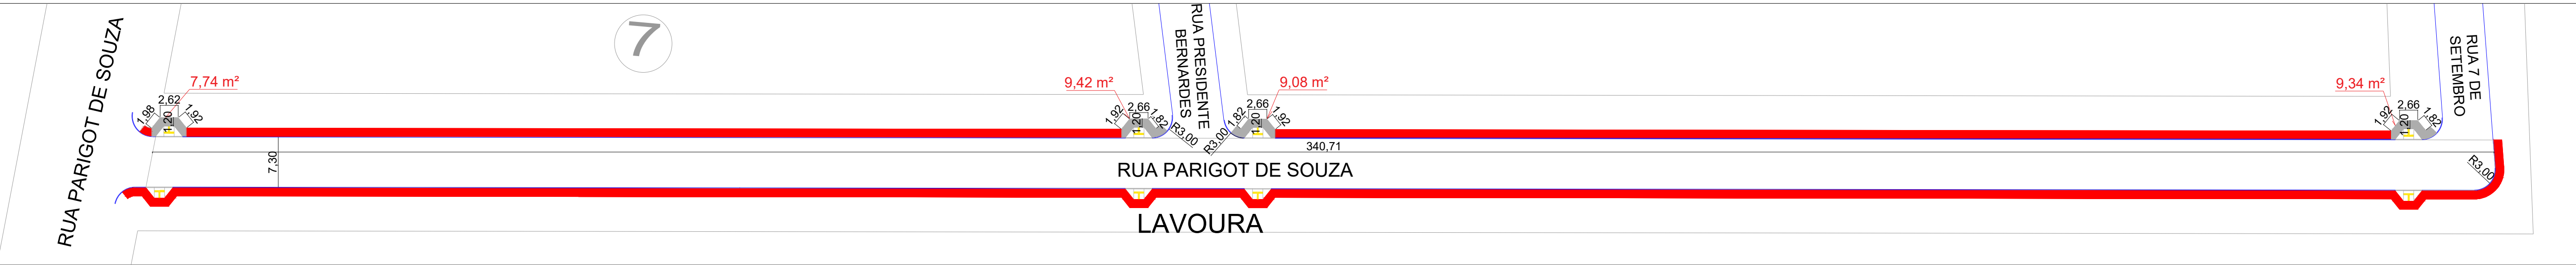 RUA PARIGOT DE SOUZA
7
7,74 m²
2,62
1,98
1,20
1,92
7,30
9,42 m²
2,66
1,92
1,20
1,82
R3,00
RUA PRESIDENTE
BERNARDES
9,08 m²
2,66
1,82
1,20
1,92
R3,00
340,71
RUA PARIGOT DE SOUZA
LAVOURA
9,34 m²
2,66
1,92
1,20
1,82
RUA 7 DE
SETEMBRO
R3,00